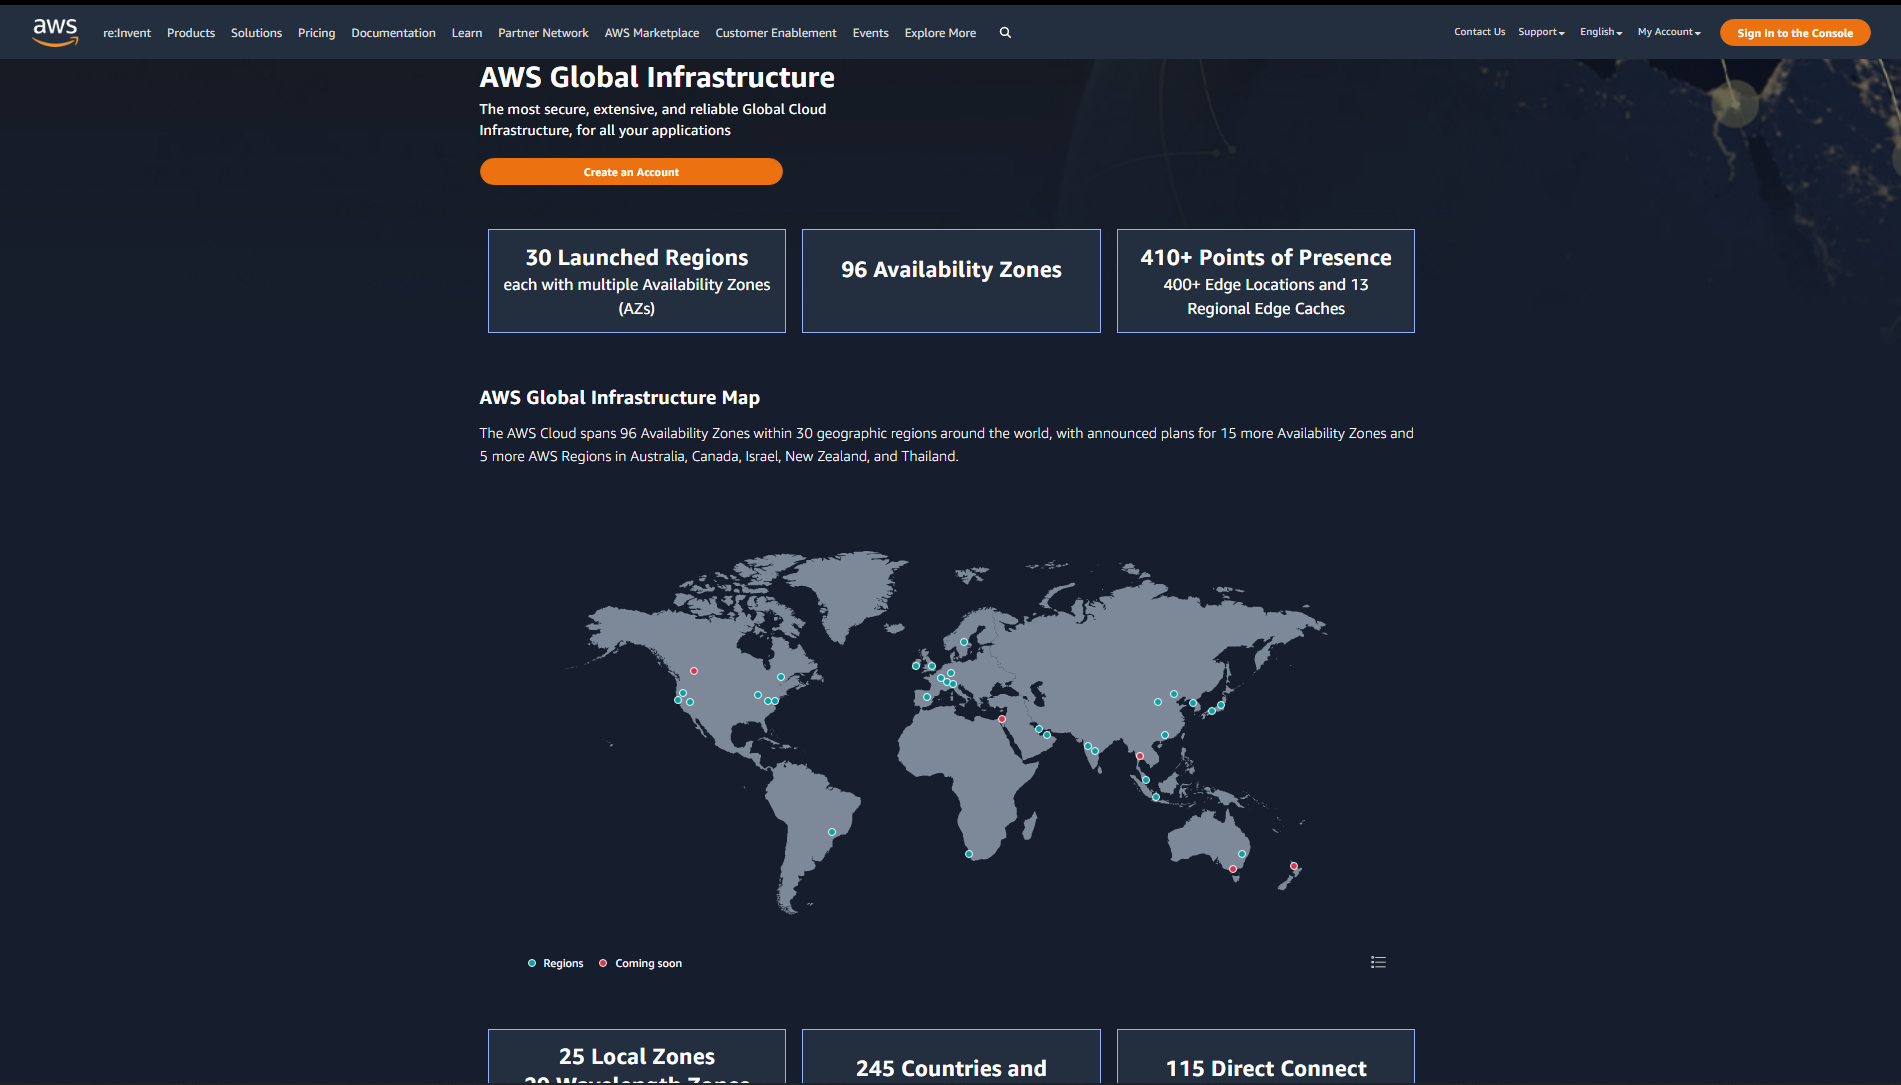 aws
re:Invent Products Solutions Pricing Documentation Learn Partner Network AWS Marketplace Customer Enablement Events Explore More
Contact Us Support English My Account Sign In to the Console
AWS Global Infrastructure
The most secure, extensive, and reliable Global Cloud
Infrastructure, for all your applications
Create an Account
30 Launched Regions
each with multiple Availability Zones
(AZs)
96 Availability Zones
410+ Points of Presence
400+ Edge Locations and 13
Regional Edge Caches
AWS Global Infrastructure Map
The AWS Cloud spans 96 Availability Zones within 30 geographic regions around the world, with announced plans for 15 more Availability Zones and
5 more AWS Regions in Australia, Canada, Israel, New Zealand, and Thailand.
Regions Coming soon
25 Local Zones
Wavelength Zones
245 Countries and
115 Direct Connect